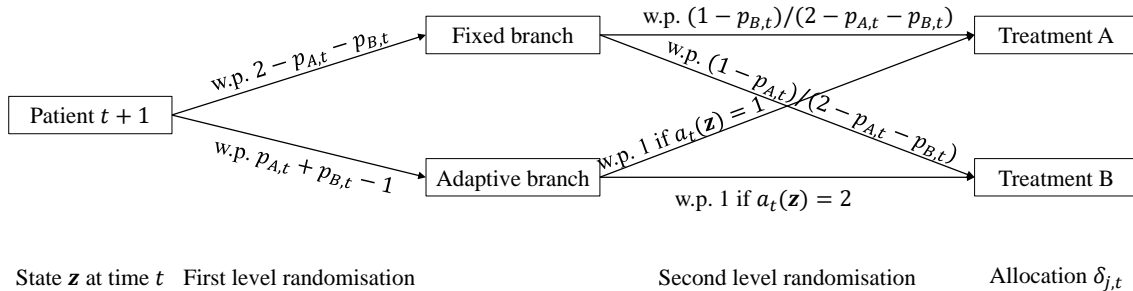 w.p. (1 − p_{B,t})/(2 − p_{A,t} − p_{B,t})
Fixed branch
Treatment A
w.p. 2 − p_{A,t} − p_{B,t}
w.p. (1 − p_{A,t})/(2 − p_{A,t} − p_{B,t})
Patient t + 1
w.p. 1 if a_t(z) = 1
w.p. p_{A,t} + p_{B,t} − 1
Adaptive branch
Treatment B
w.p. 1 if a_t(z) = 2
State z at time t
First level randomisation
Second level randomisation
Allocation δ_{j,t}